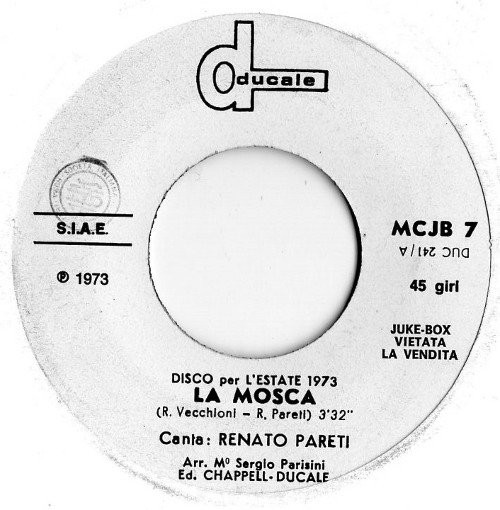 ducale
S.I.A.E.
℗ 1973
MCJB 7
DUC 241/A
45 giri
JUKE-BOX
VIETATA
LA VENDITA
DISCO per L'ESTATE 1973
LA MOSCA
(R. Vecchioni - R. Pareti) 3'32"
Canta: RENATO PARETI
Arr. Mº Sergio Parisini
Ed. CHAPPELL-DUCALE